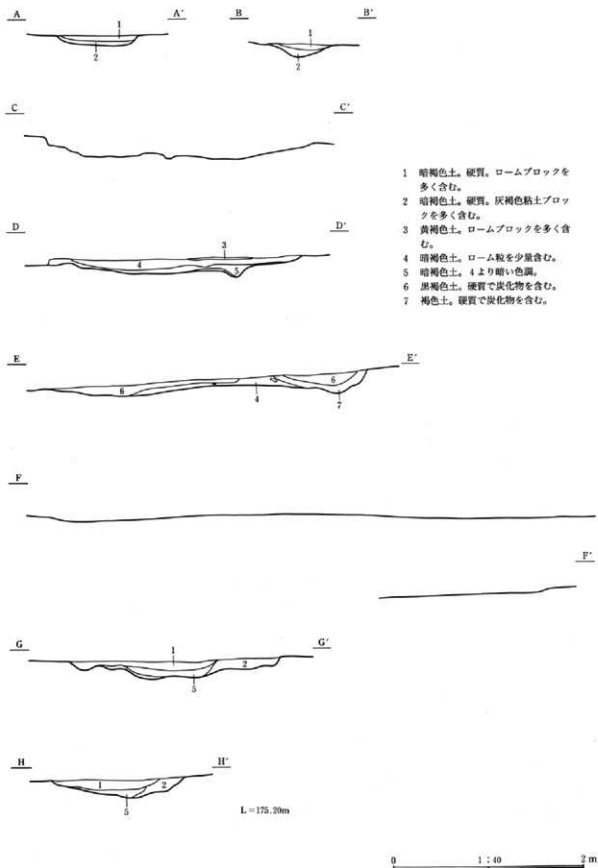 A A'
1
2
B B'
1
2
C C'
1 暗褐色土。硬質。ロームブロックを
多く含む。
2 暗褐色土。硬質。灰褐色粘土ブロッ
クを多く含む。
3 黄褐色土。ロームブロックを多く含
む。
4 暗褐色土。ローム粒を少量含む。
5 暗褐色土。4より暗い色調。
6 黒褐色土。硬質で炭化物を含む。
7 褐色土。硬質で炭化物を含む。
D D'
3
4
5
E E'
6
6
4
7
F
F'
G G'
1
2
5
H H'
1
2
5
L=175.20m
0 1:40 2m